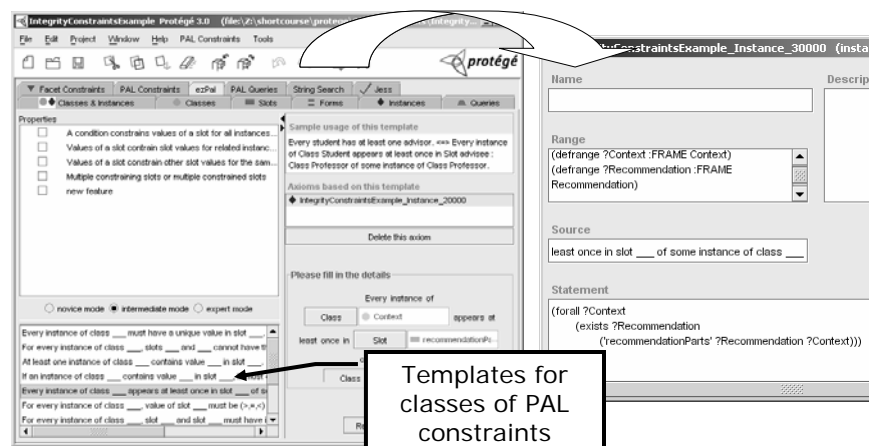 IntegrityConstraintsExample Protégé 3.0 (file:\Z:\shortcourse\protege
File Edit Project Window Help PAL Constraints Tools
protégé
Facet Constraints PAL Constraints ezPal PAL Queries String Search Jess
Classes & Instances Classes Slots Forms Instances Queries
Properties
A condition constrains values of a slot for all instances...
Values of a slot contrain slot values for related instanc...
Values of a slot constrain other slot values for the sam...
Multiple constraining slots or multiple constrained slots
new feature
novice mode intermediate mode expert mode
Every instance of class ___ must have a unique value in slot ___.
For every instance of class ___, slots ___ and ___ cannot have th
At least one instance of class ___ contains value ___ in slot ___.
If an instance of class ___ contains value ___ in slot ___,
Every instance of class ___ appears at least once in slot ___ of s
For every instance of class ___, value of slot ___ must be (>,=,<)
For every instance of class ___, slot ___ and slot ___ must have i
Sample usage of this template
Every student has at least one advisor. ==> Every instance
of Class Student appears at least once in Slot advisee :
Class Professor of some instance of Class Professor.
Axioms based on this template
IntegrityConstraintsExample_Instance_20000
Delete this axiom
Please fill in the details
Every instance of
Class Context appears at
least once in Slot recommendationPa...
Class
Templates for
classes of PAL
constraints
ConstraintsExample_Instance_30000 (insta
Name
Descrip
Range
(defrange ?Context :FRAME Context)
(defrange ?Recommendation :FRAME
Recommendation)
Source
least once in slot ___ of some instance of class ___
Statement
(forall ?Context
(exists ?Recommendation
('recommendationParts' ?Recommendation ?Context)))